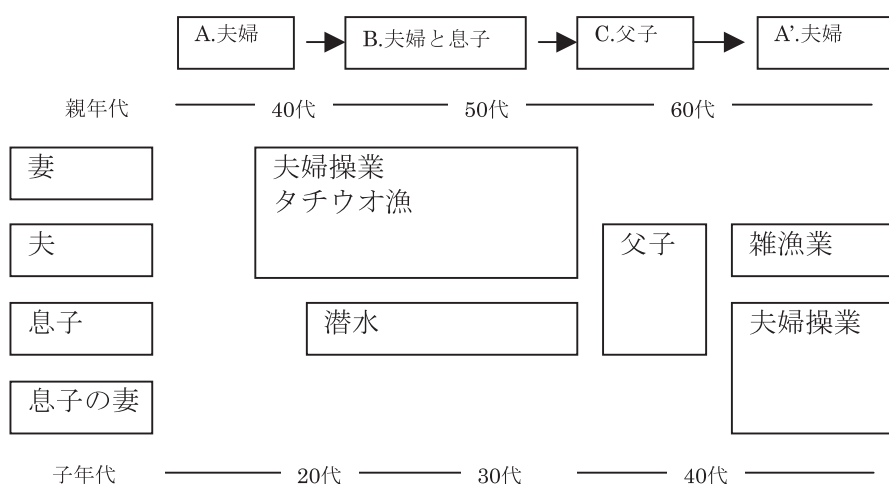 A.夫婦
B.夫婦と息子
C.父子
A'.夫婦
親年代
40代
50代
60代
妻
夫婦操業
タチウオ漁
夫
父子
雑漁業
息子
潜水
夫婦操業
息子の妻
子年代
20代
30代
40代